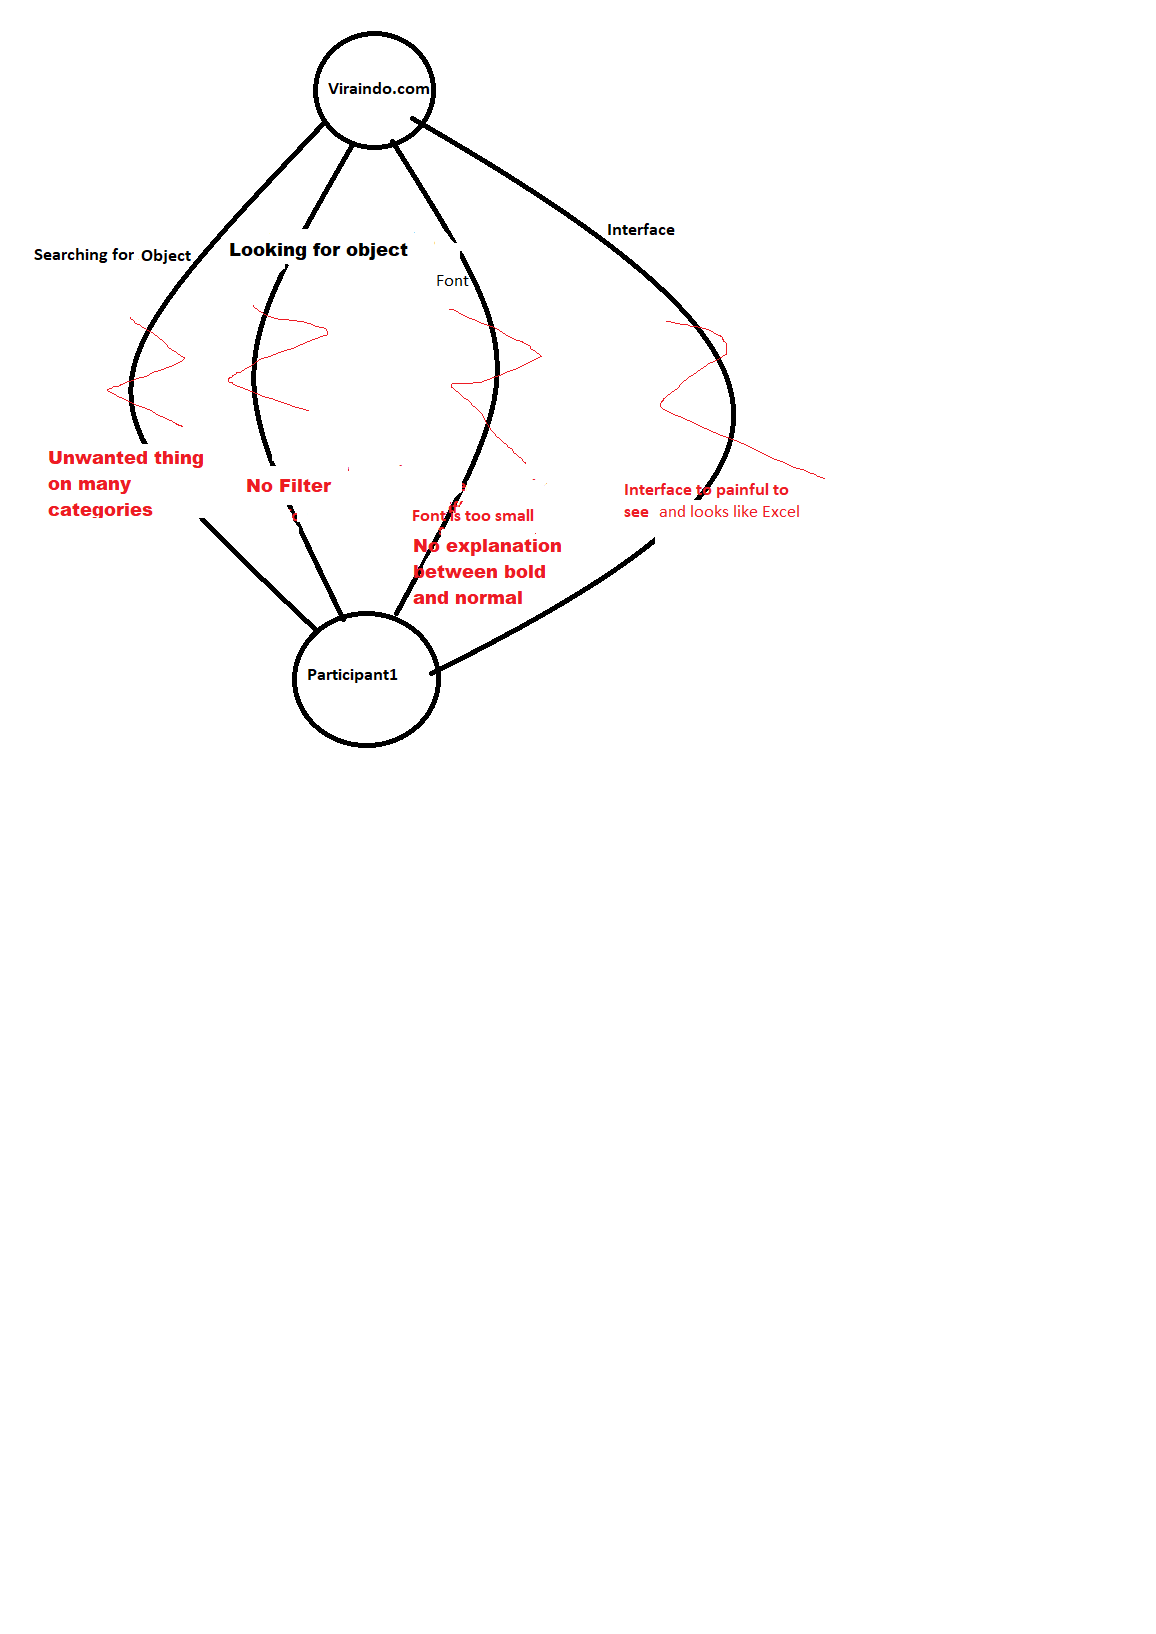 Viraindo.com
Interface
Searching for Object
Looking for object
Font
Unwanted thing
on many
categories
No Filter
Font is too small
No explanation
between bold
and normal
Interface to painful to
see and looks like Excel
Participant1